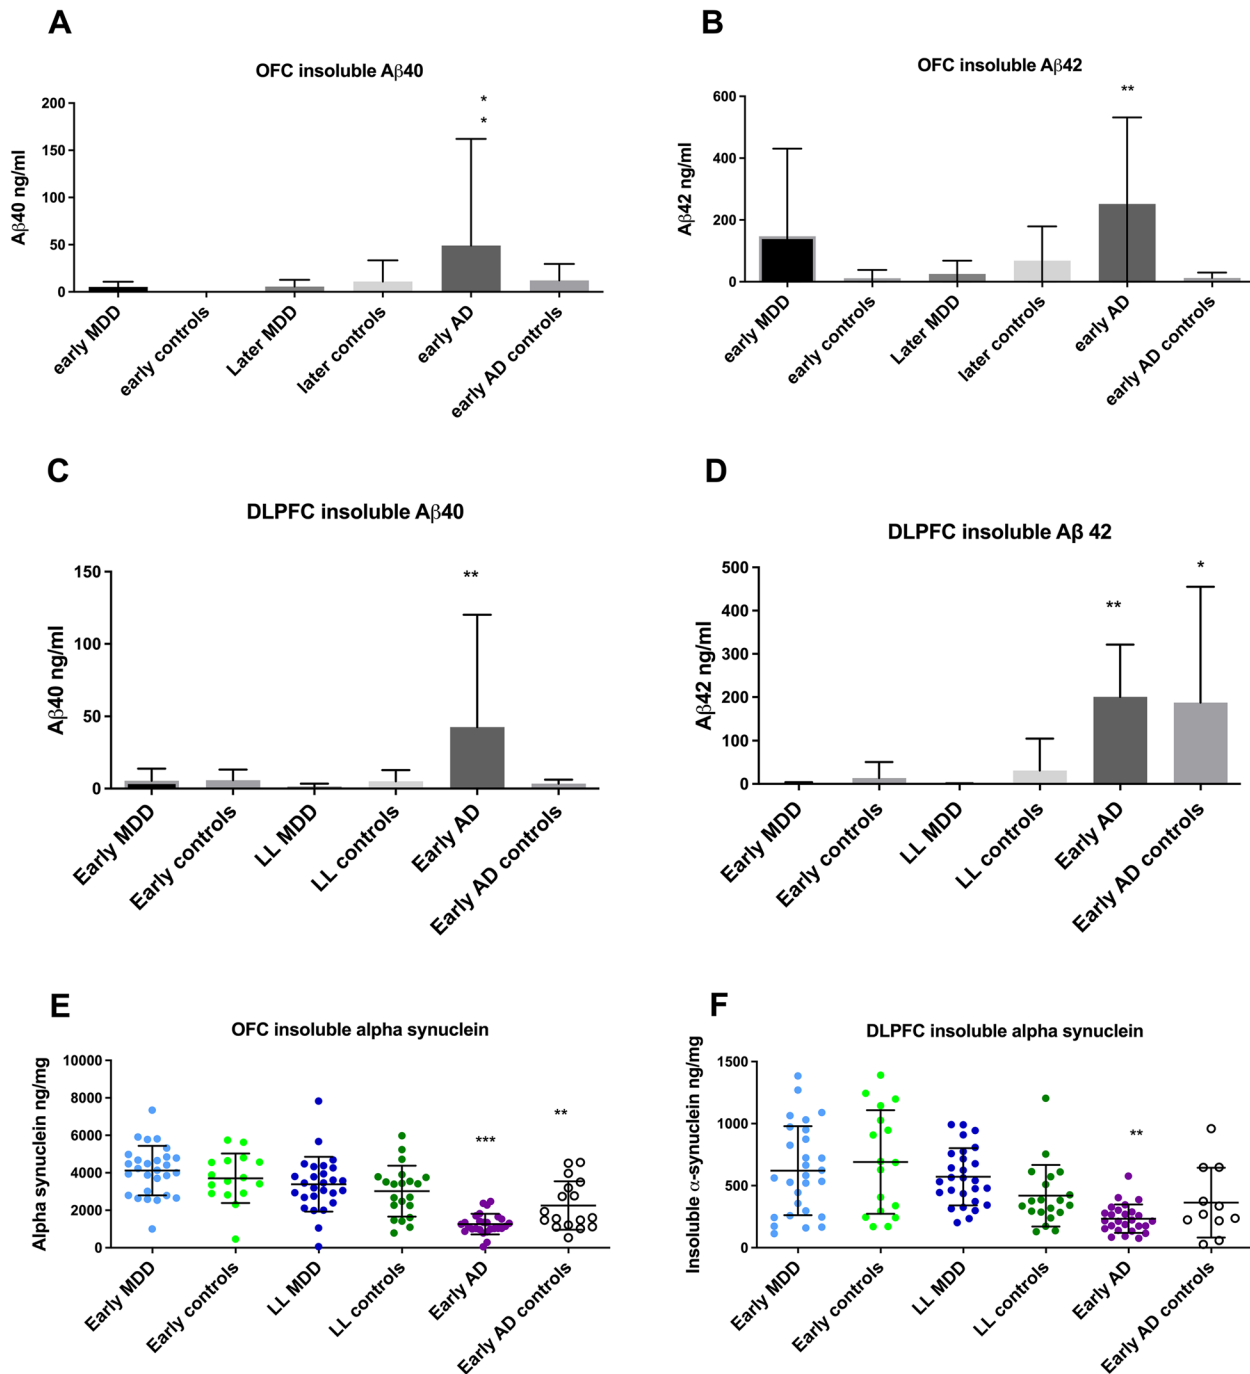 A
OFC insoluble Aβ40
Aβ40 ng/ml
200
150
100
50
0
*
*
early MDD
early controls
Later MDD
later controls
early AD
early AD controls
B
OFC insoluble Aβ42
Aβ42 ng/ml
600
400
200
0
**
early MDD
early controls
Later MDD
later controls
early AD
early AD controls
C
DLPFC insoluble Aβ40
Aβ40 ng/ml
150
100
50
0
**
Early MDD
Early controls
LL MDD
LL controls
Early AD
Early AD controls
D
DLPFC insoluble Aβ 42
Aβ42 ng/ml
500
400
300
200
100
0
**
*
Early MDD
Early controls
LL MDD
LL controls
Early AD
Early AD controls
E
OFC insoluble alpha synuclein
Alpha synuclein ng/mg
10000
8000
6000
4000
2000
0
***
**
Early MDD
Early controls
LL MDD
LL controls
Early AD
Early AD controls
F
DLPFC insoluble alpha synuclein
Insoluble α-synuclein ng/mg
1500
1000
500
0
**
Early MDD
Early controls
LL MDD
LL controls
Early AD
Early AD controls